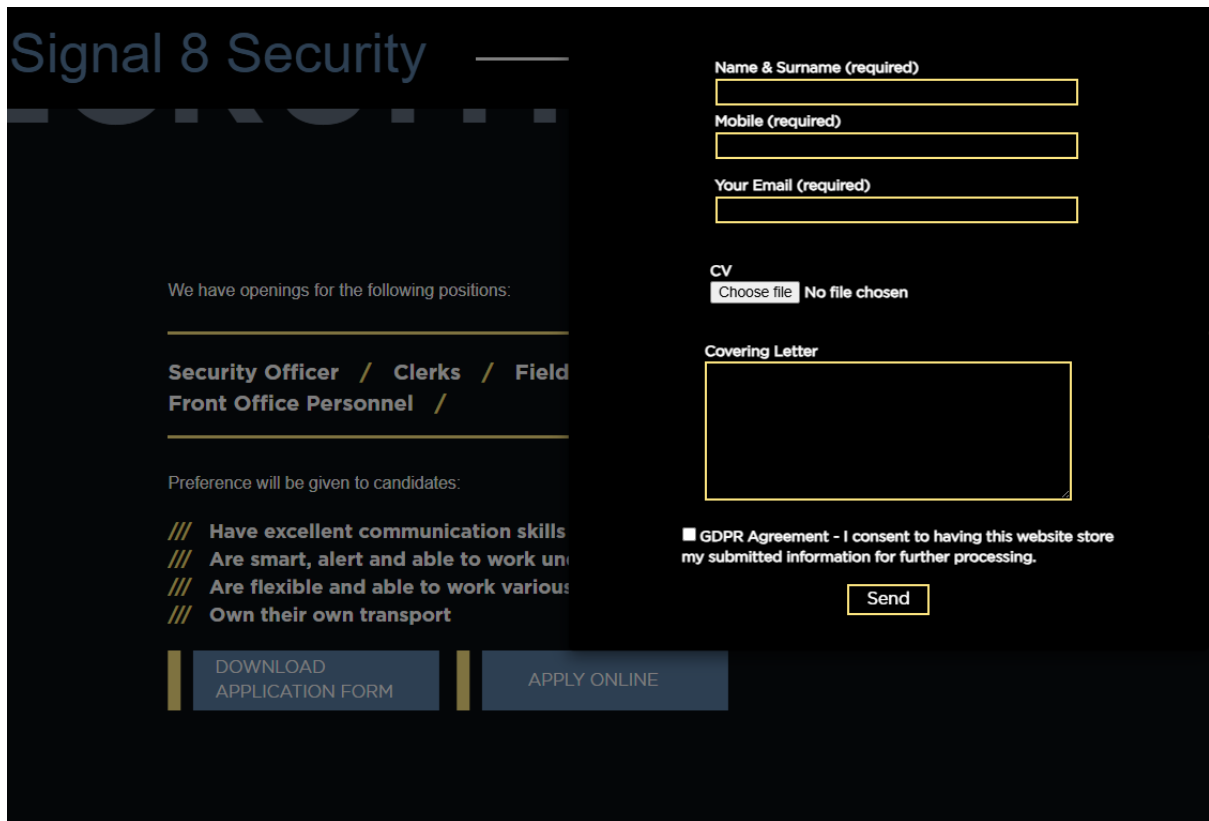 Signal 8 Security
We have openings for the following positions:
Security Officer / Clerks / Field
Front Office Personnel /
Preference will be given to candidates:
/// Have excellent communication skills
/// Are smart, alert and able to work
/// Are flexible and able to work various
/// Own their own transport
DOWNLOAD
APPLICATION FORM
APPLY ONLINE
Name & Surname (required)
Mobile (required)
Your Email (required)
CV
Choose file No file chosen
Covering Letter
GDPR Agreement - I consent to having this website store
my submitted information for further processing.
Send